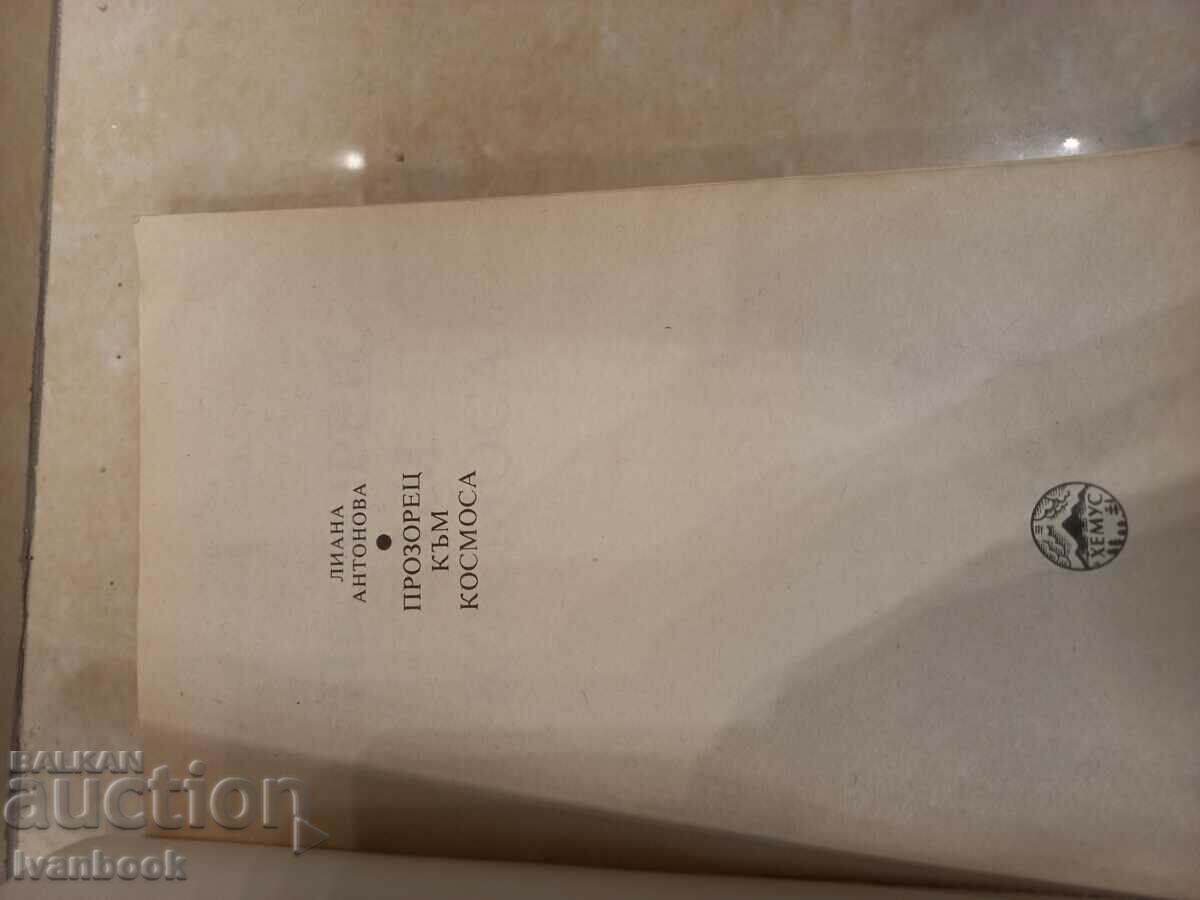 ЛИАНА
АНТОНОВА
●
ПРОЗОРЕЦ
КЪМ
КОСМОСА
ХЕМУС
BALKAN
auction
Ivanbook